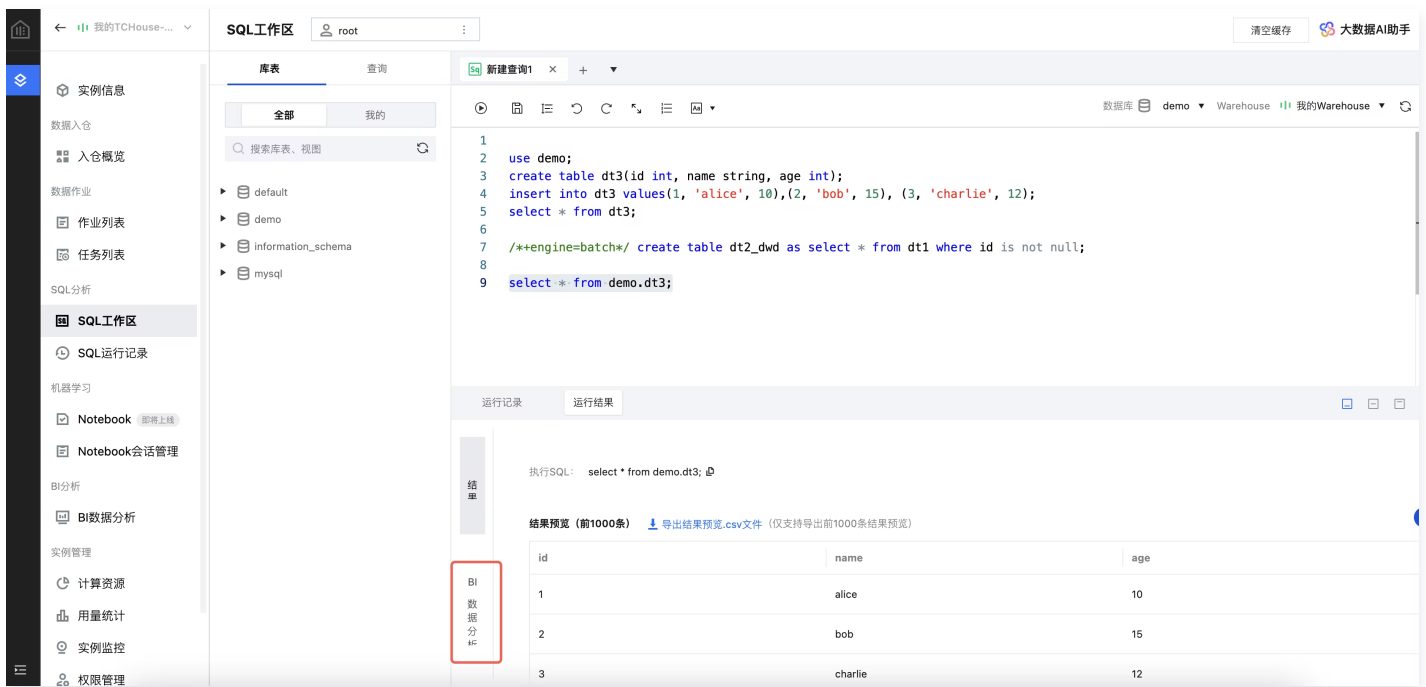 我的TCHouse-...
SQL工作区
root
清空缓存
大数据AI助手
实例信息
数据入仓
入仓概览
数据作业
作业列表
任务列表
SQL分析
SQL工作区
SQL运行记录
机器学习
Notebook 即将上线
Notebook会话管理
BI分析
BI数据分析
实例管理
计算资源
用量统计
实例监控
权限管理
库表 查询
全部 我的
搜索库表、视图
default
demo
information_schema
mysql
Sq 新建查询1
数据库 demo Warehouse 我的Warehouse
1
2 use demo;
3 create table dt3(id int, name string, age int);
4 insert into dt3 values(1, 'alice', 10),(2, 'bob', 15), (3, 'charlie', 12);
5 select * from dt3;
6
7 /*+engine=batch*/ create table dt2_dwd as select * from dt1 where id is not null;
8
9 select * from demo.dt3;
运行记录 运行结果
结果
BI数据分析
执行SQL: select * from demo.dt3;
结果预览（前1000条） 导出结果预览.csv文件（仅支持导出前1000条结果预览）
id name age
1 alice 10
2 bob 15
3 charlie 12